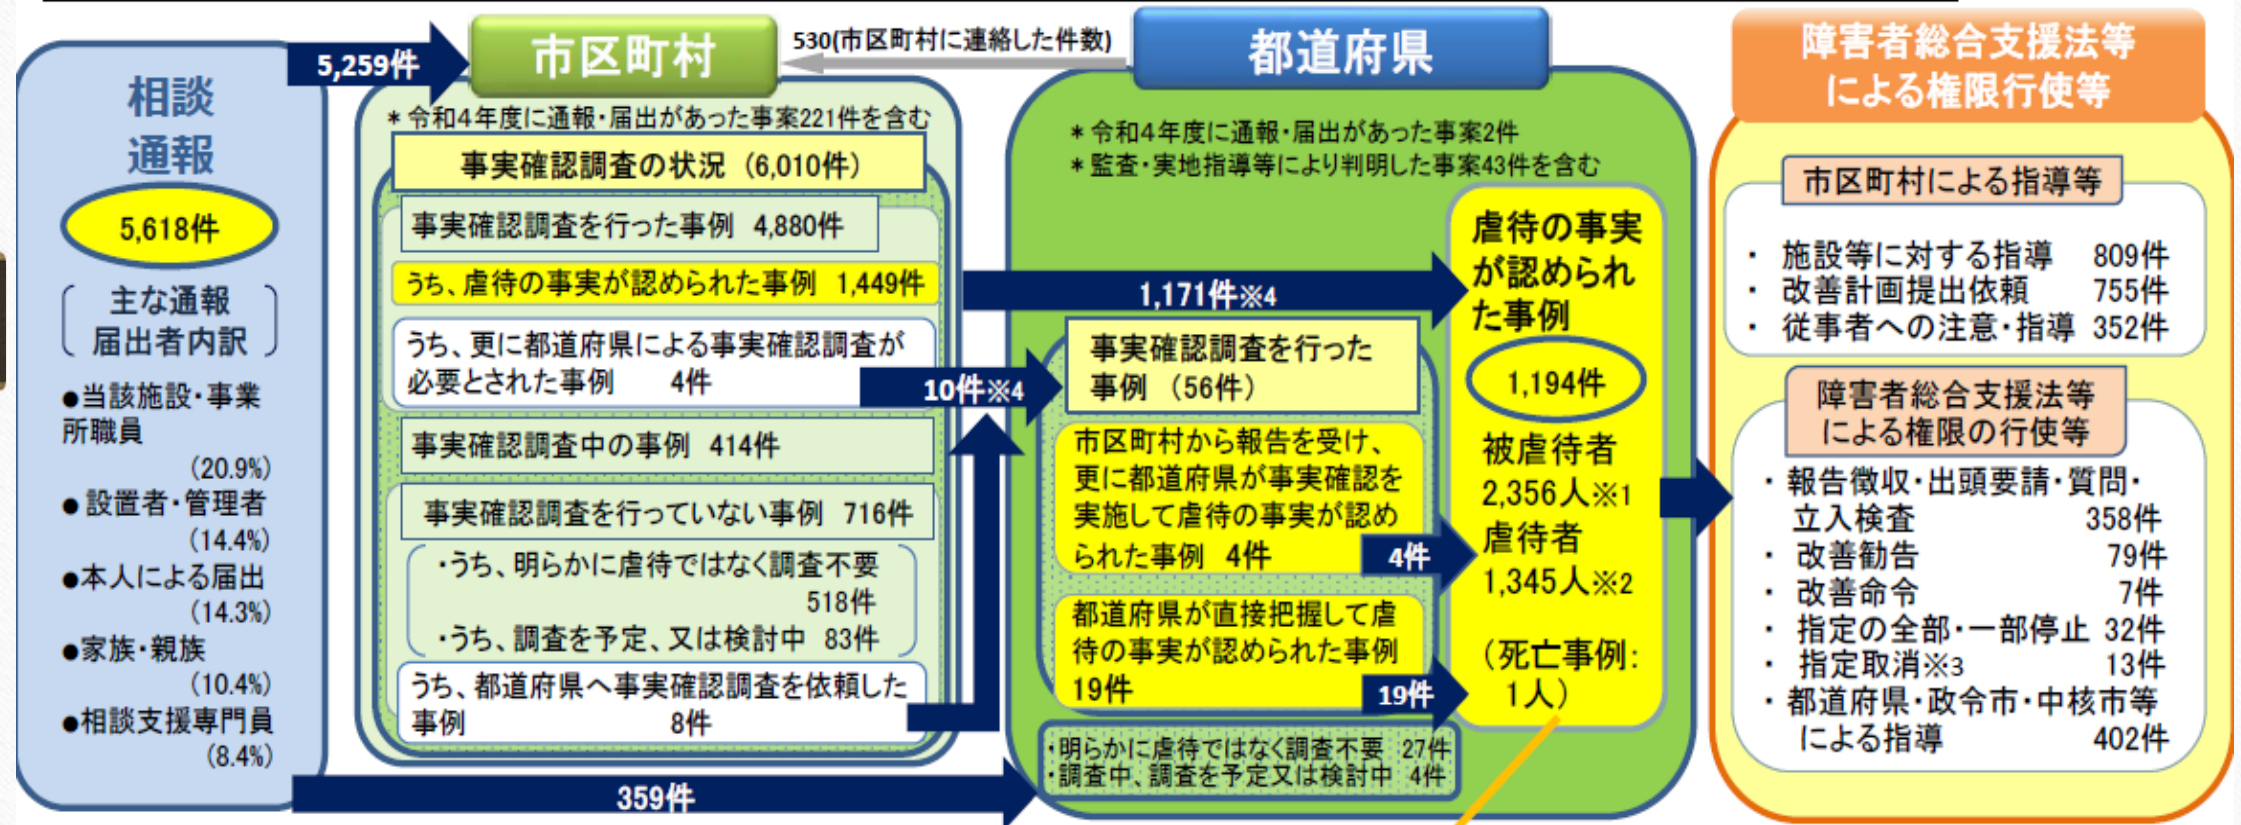 相談
通報
5,618件
主な通報
届出者内訳
●当該施設・事業
所職員
(20.9%)
●設置者・管理者
(14.4%)
●本人による届出
(14.3%)
●家族・親族
(10.4%)
●相談支援専門員
(8.4%)
5,259件
市区町村
530(市区町村に連絡した件数)
＊令和4年度に通報・届出があった事案221件を含む
事実確認調査の状況 (6,010件)
事実確認調査を行った事例 4,880件
うち、虐待の事実が認められた事例 1,449件
うち、更に都道府県による事実確認調査が
必要とされた事例 4件
事実確認調査中の事例 414件
事実確認調査を行っていない事例 716件
・うち、明らかに虐待ではなく調査不要
518件
・うち、調査を予定、又は検討中 83件
うち、都道府県へ事実確認調査を依頼した
事例 8件
359件
1,171件※4
10件※4
都道府県
＊令和4年度に通報・届出があった事案2件
＊監査・実地指導等により判明した事案43件を含む
事実確認調査を行った
事例 (56件)
市区町村から報告を受け、
更に都道府県が事実確認を
実施して虐待の事実が認め
られた事例 4件
4件
都道府県が直接把握して虐
待の事実が認められた事例
19件
19件
・明らかに虐待ではなく調査不要 27件
・調査中、調査を予定又は検討中 4件
虐待の事実
が認められ
た事例
1,194件
被虐待者
2,356人※1
虐待者
1,345人※2
(死亡事例:
1人)
障害者総合支援法等
による権限行使等
市区町村による指導等
・ 施設等に対する指導 809件
・ 改善計画提出依頼 755件
・ 従事者への注意・指導 352件
障害者総合支援法等
による権限の行使等
・報告徴収・出頭要請・質問・
立入検査 358件
・ 改善勧告 79件
・ 改善命令 7件
・ 指定の全部・一部停止 32件
・ 指定取消※3 13件
・都道府県・政令市・中核市等
による指導 402件